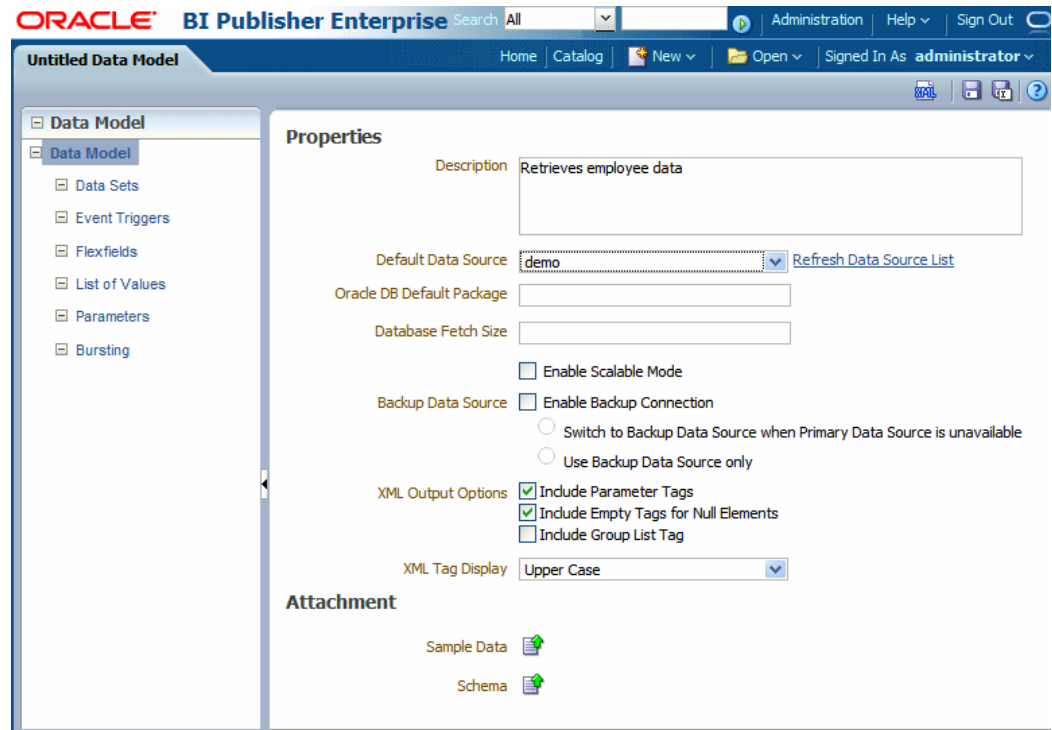 ORACLE BI Publisher Enterprise Search All Administration Help Sign Out
Untitled Data Model Home Catalog New Open Signed In As administrator
XML
Data Model
Data Model
Data Sets
Event Triggers
Flexfields
List of Values
Parameters
Bursting
Properties
Description Retrieves employee data
Default Data Source demo Refresh Data Source List
Oracle DB Default Package
Database Fetch Size
Enable Scalable Mode
Backup Data Source Enable Backup Connection
Switch to Backup Data Source when Primary Data Source is unavailable
Use Backup Data Source only
XML Output Options Include Parameter Tags
Include Empty Tags for Null Elements
Include Group List Tag
XML Tag Display Upper Case
Attachment
Sample Data
Schema